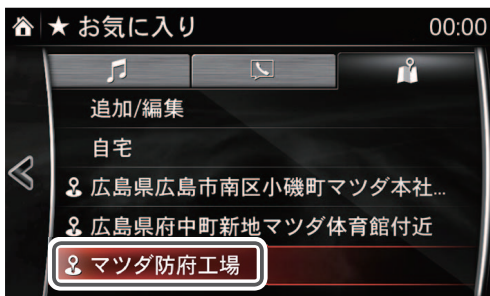 ★ お気に入り 00:00
追加/編集
自宅
広島県広島市南区小磯町マツダ本社...
広島県府中町新地マツダ体育館付近
マツダ防府工場